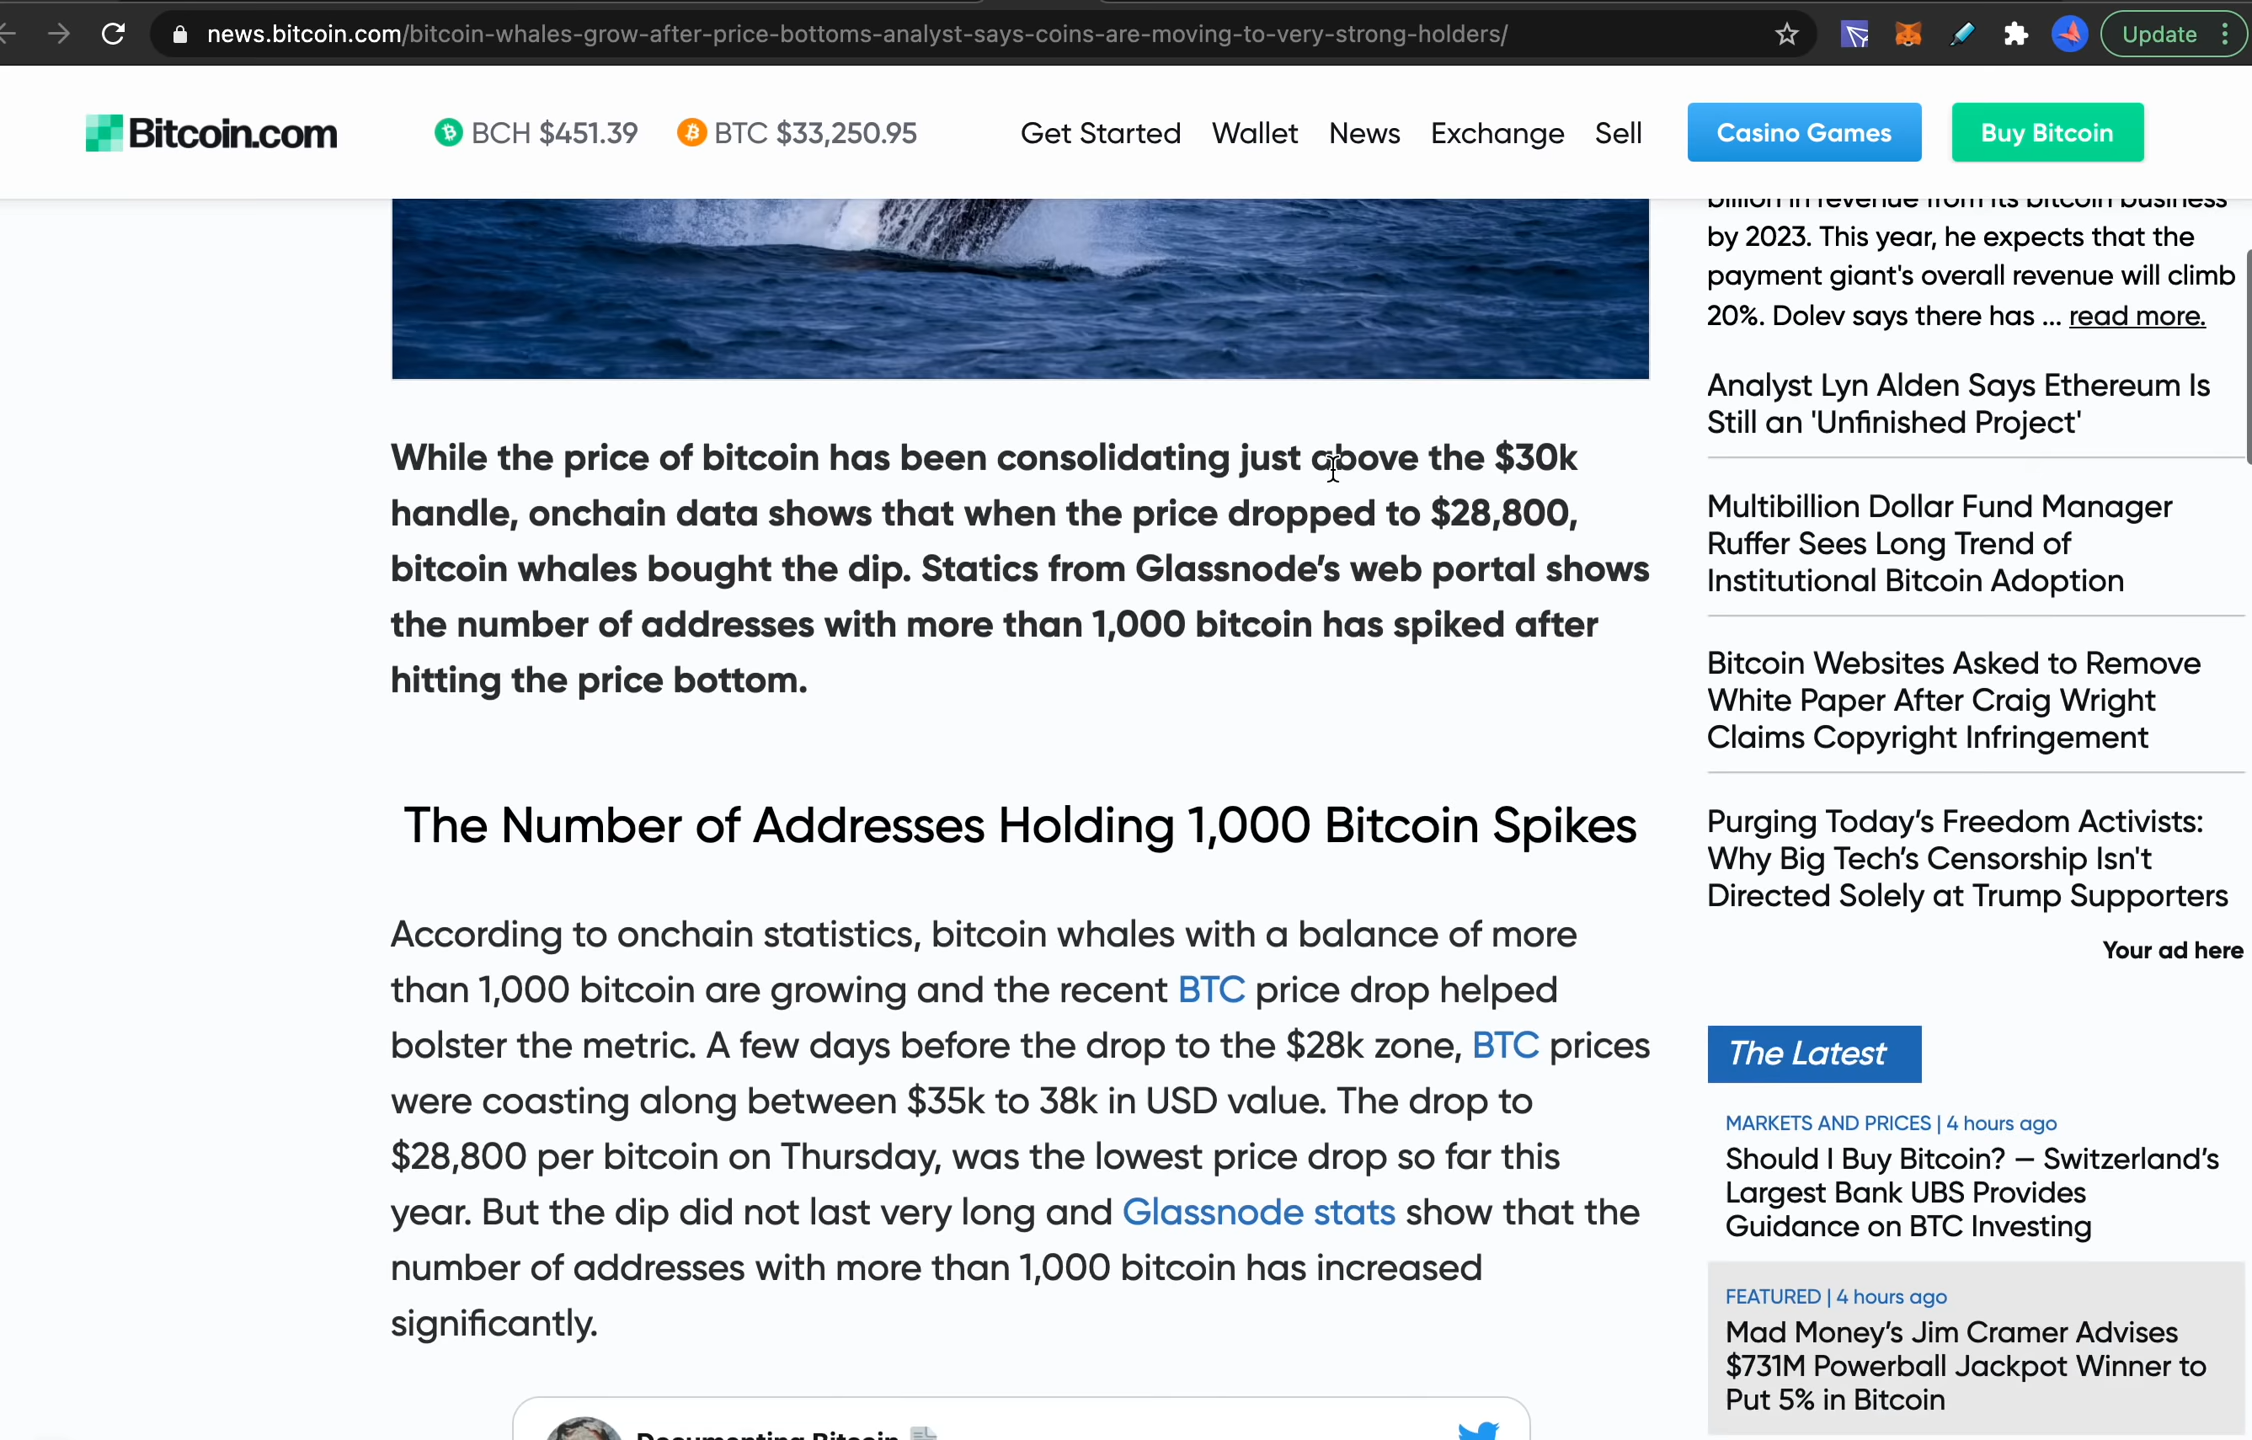 news.bitcoin.com/bitcoin-whales-grow-after-price-bottoms-analyst-says-coins-are-moving-to-very-strong-holders/
Update
Bitcoin.com
BCH $451.39
BTC $33,250.95
Get Started
Wallet
News
Exchange
Sell
Casino Games
Buy Bitcoin
While the price of bitcoin has been consolidating just above the $30k
handle, onchain data shows that when the price dropped to $28,800,
bitcoin whales bought the dip. Statics from Glassnode’s web portal shows
the number of addresses with more than 1,000 bitcoin has spiked after
hitting the price bottom.
The Number of Addresses Holding 1,000 Bitcoin Spikes
According to onchain statistics, bitcoin whales with a balance of more
than 1,000 bitcoin are growing and the recent BTC price drop helped
bolster the metric. A few days before the drop to the $28k zone, BTC prices
were coasting along between $35k to 38k in USD value. The drop to
$28,800 per bitcoin on Thursday, was the lowest price drop so far this
year. But the dip did not last very long and Glassnode stats show that the
number of addresses with more than 1,000 bitcoin has increased
significantly.
Documenting Bitcoin
billion in revenue from its bitcoin business
by 2023. This year, he expects that the
payment giant's overall revenue will climb
20%. Dolev says there has ... read more.
Analyst Lyn Alden Says Ethereum Is
Still an 'Unfinished Project'
Multibillion Dollar Fund Manager
Ruffer Sees Long Trend of
Institutional Bitcoin Adoption
Bitcoin Websites Asked to Remove
White Paper After Craig Wright
Claims Copyright Infringement
Purging Today’s Freedom Activists:
Why Big Tech’s Censorship Isn't
Directed Solely at Trump Supporters
Your ad here
The Latest
MARKETS AND PRICES | 4 hours ago
Should I Buy Bitcoin? — Switzerland’s
Largest Bank UBS Provides
Guidance on BTC Investing
FEATURED | 4 hours ago
Mad Money’s Jim Cramer Advises
$731M Powerball Jackpot Winner to
Put 5% in Bitcoin